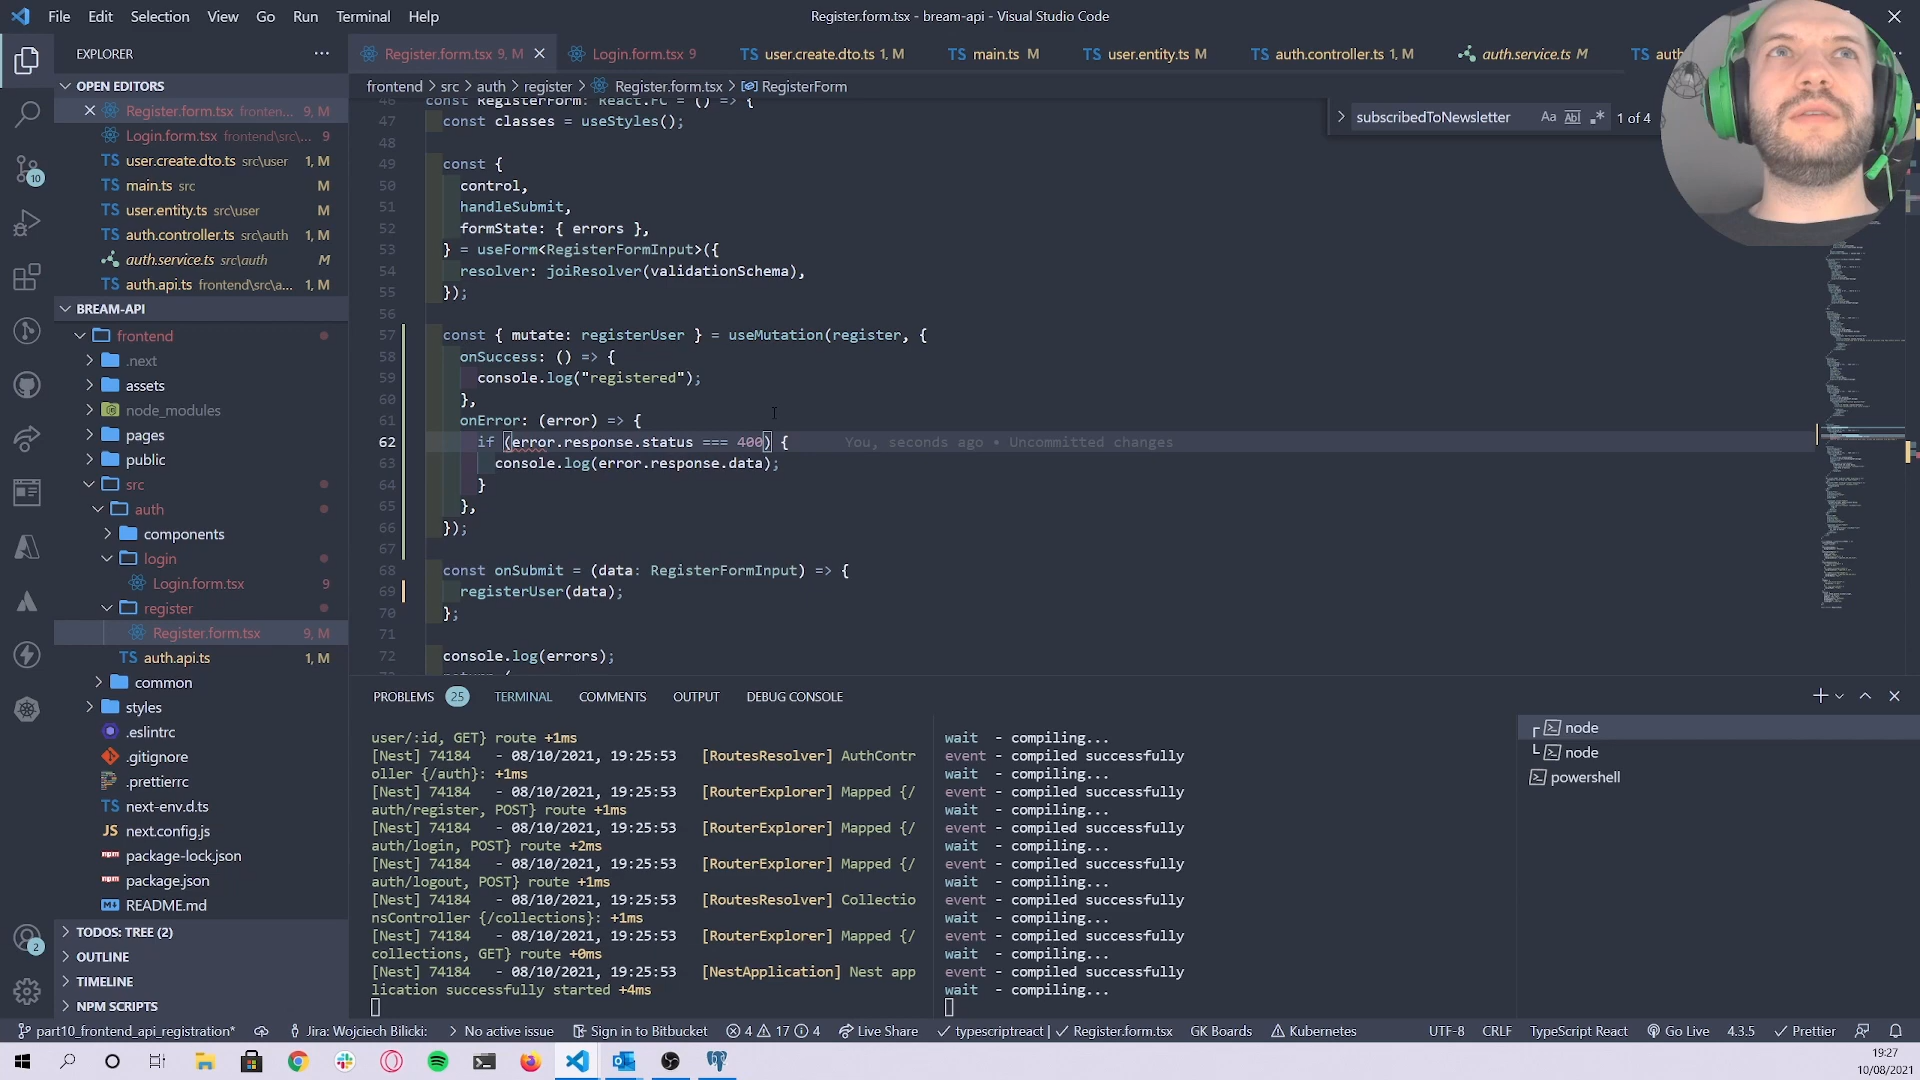 File Edit Selection View Go Run Terminal Help
Register.form.tsx - bream-api - Visual Studio Code
EXPLORER
OPEN EDITORS
Register.form.tsx fronten... 9, M
Login.form.tsx frontend\src\... 9
user.create.dto.ts src\user 1, M
main.ts src M
user.entity.ts src\user M
auth.controller.ts src\auth 1, M
auth.service.ts src\auth M
auth.api.ts frontend\src\a... 1, M
BREAM-API
frontend
.next
assets
node_modules
pages
public
src
auth
components
login
Login.form.tsx 9
register
Register.form.tsx 9, M
auth.api.ts 1, M
common
styles
.eslintrc
.gitignore
.prettierrc
next-env.d.ts
next.config.js
package-lock.json
package.json
README.md
TODOS: TREE (2)
OUTLINE
TIMELINE
NPM SCRIPTS
10
2
Register.form.tsx 9, M Login.form.tsx 9 user.create.dto.ts 1, M main.ts M user.entity.ts M auth.controller.ts 1, M auth.service.ts M
frontend > src > auth > register > Register.form.tsx > RegisterForm
subscribedToNewsletter 1 of 4
46 const RegisterForm: React.FC = () => {
47 const classes = useStyles();
48
49 const {
50 control,
51 handleSubmit,
52 formState: { errors },
53 } = useForm<RegisterFormInput>({
54 resolver: joiResolver(validationSchema),
55 });
56
57 const { mutate: registerUser } = useMutation(register, {
58 onSuccess: () => {
59 console.log("registered");
60 },
61 onError: (error) => {
62 if (error.response.status === 400) { You, seconds ago • Uncommitted changes
63 console.log(error.response.data);
64 }
65 },
66 });
67
68 const onSubmit = (data: RegisterFormInput) => {
69 registerUser(data);
70 };
71
72 console.log(errors);
PROBLEMS 25 TERMINAL COMMENTS OUTPUT DEBUG CONSOLE
user/:id, GET} route +1ms
[Nest] 74184 - 08/10/2021, 19:25:53 [RoutesResolver] AuthContr
oller {/auth}: +1ms
[Nest] 74184 - 08/10/2021, 19:25:53 [RouterExplorer] Mapped {/
auth/register, POST} route +1ms
[Nest] 74184 - 08/10/2021, 19:25:53 [RouterExplorer] Mapped {/
auth/login, POST} route +2ms
[Nest] 74184 - 08/10/2021, 19:25:53 [RouterExplorer] Mapped {/
auth/logout, POST} route +1ms
[Nest] 74184 - 08/10/2021, 19:25:53 [RoutesResolver] Collectio
nsController {/collections}: +1ms
[Nest] 74184 - 08/10/2021, 19:25:53 [RouterExplorer] Mapped {/
collections, GET} route +0ms
[Nest] 74184 - 08/10/2021, 19:25:53 [NestApplication] Nest app
lication successfully started +4ms
wait - compiling...
event - compiled successfully
wait - compiling...
event - compiled successfully
wait - compiling...
event - compiled successfully
wait - compiling...
event - compiled successfully
wait - compiling...
event - compiled successfully
wait - compiling...
event - compiled successfully
wait - compiling...
event - compiled successfully
wait - compiling...
node
node
powershell
part10_frontend_api_registration* Jira: Wojciech Bilicki: No active issue Sign in to Bitbucket 4 17 4 Live Share typescriptreact | Register.form.tsx GK Boards Kubernetes UTF-8 CRLF TypeScript React Go Live 4.3.5 Prettier
19:27
10/08/2021